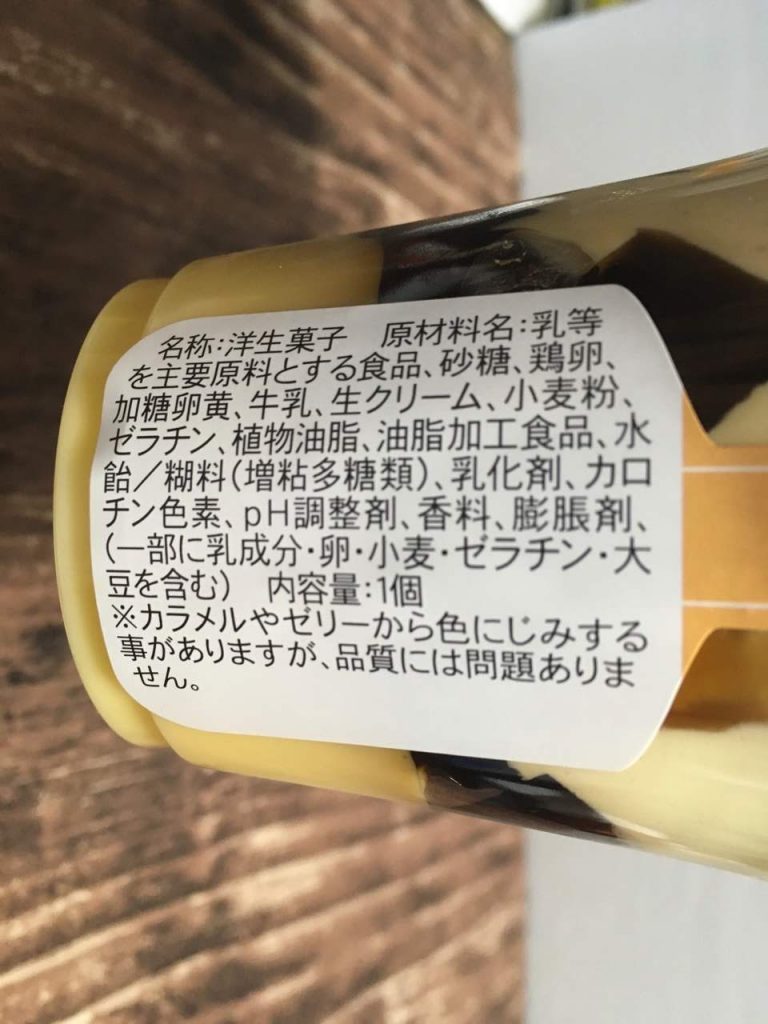 名称:洋生菓子　原材料名:乳等
を主要原料とする食品、砂糖、鶏卵、
加糖卵黄、牛乳、生クリーム、小麦粉、
ゼラチン、植物油脂、油脂加工食品、水
飴／糊料(増粘多糖類)、乳化剤、カロ
チン色素、pH調整剤、香料、膨脹剤、
(一部に乳成分・卵・小麦・ゼラチン・大
豆を含む)　内容量:1個
※カラメルやゼリーから色にじみする
事がありますが、品質には問題ありま
せん。